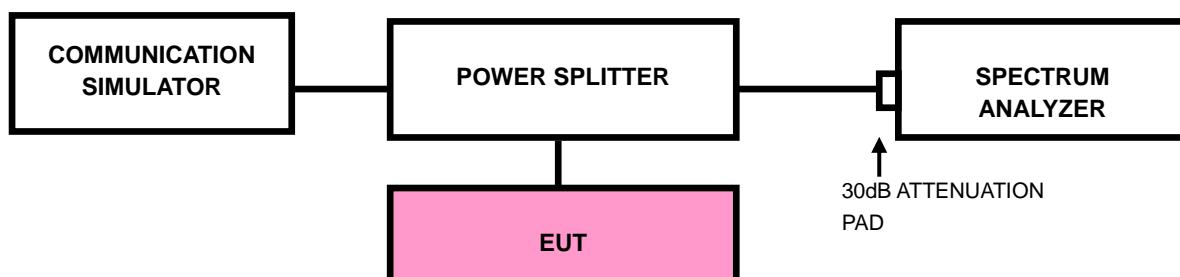 COMMUNICATION
SIMULATOR
POWER SPLITTER
SPECTRUM
ANALYZER
30dB ATTENUATION
PAD
EUT